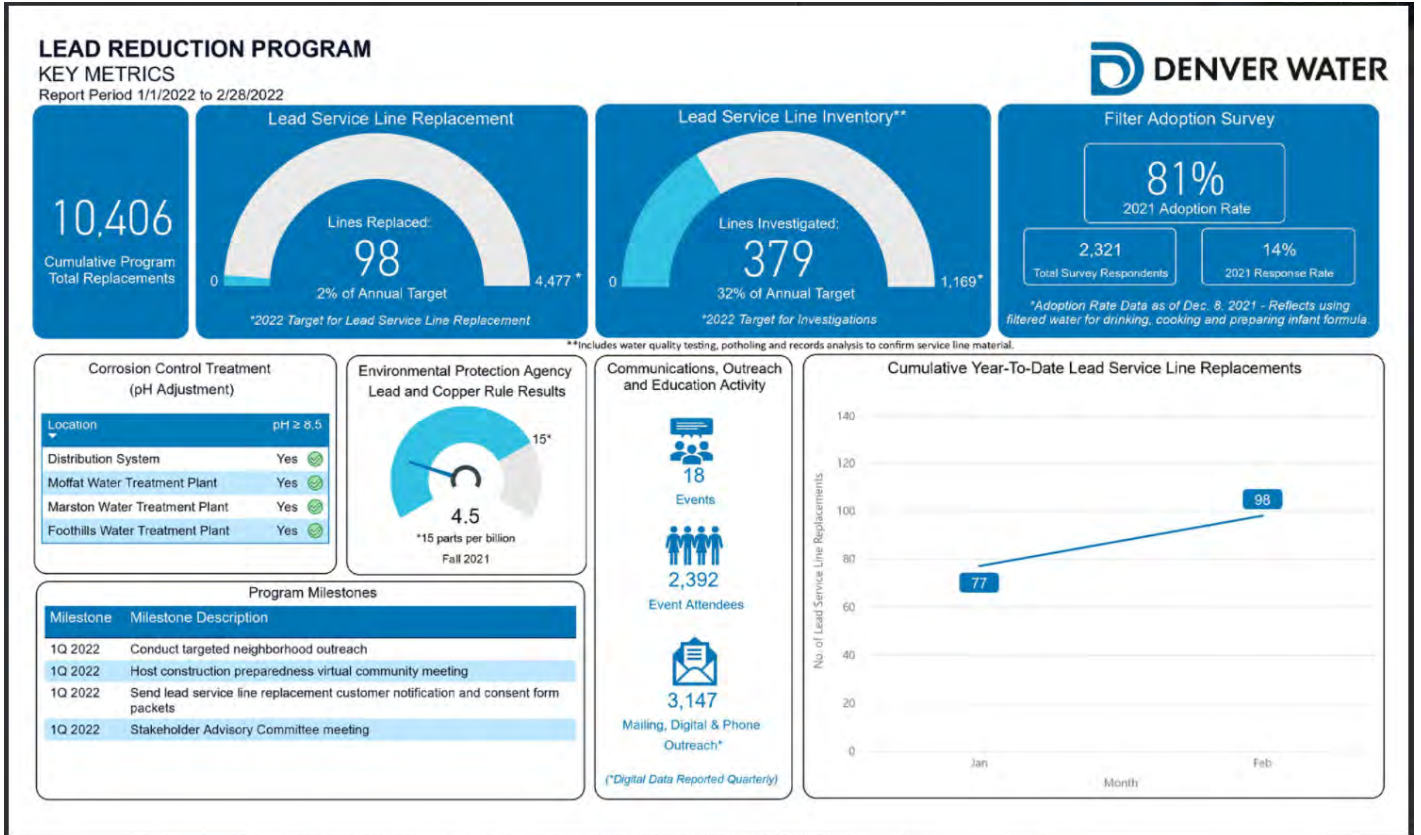 LEAD REDUCTION PROGRAM
KEY METRICS
Report Period 1/1/2022 to 2/28/2022
DENVER WATER
10,406
Cumulative Program
Total Replacements
Lead Service Line Replacement
Lines Replaced:
98
2% of Annual Target
0
4,477 *
*2022 Target for Lead Service Line Replacement
Lead Service Line Inventory**
Lines Investigated:
379
32% of Annual Target
0
1,169*
*2022 Target for Investigations
Filter Adoption Survey
81%
2021 Adoption Rate
2,321
Total Survey Respondents
14%
2021 Response Rate
*Adoption Rate Data as of Dec. 8. 2021 - Reflects using
filtered water for drinking, cooking and preparing infant formula.
**Includes water quality testing, potholing and records analysis to confirm service line material.
Corrosion Control Treatment
(pH Adjustment)
Location pH ≥ 8.5
Distribution System Yes
Moffat Water Treatment Plant Yes
Marston Water Treatment Plant Yes
Foothills Water Treatment Plant Yes
Environmental Protection Agency
Lead and Copper Rule Results
15*
4.5
*15 parts per billion
Fall 2021
Program Milestones
Milestone Milestone Description
1Q 2022 Conduct targeted neighborhood outreach
1Q 2022 Host construction preparedness virtual community meeting
1Q 2022 Send lead service line replacement customer notification and consent form
packets
1Q 2022 Stakeholder Advisory Committee meeting
Communications, Outreach
and Education Activity
18
Events
2,392
Event Attendees
3,147
Mailing, Digital & Phone
Outreach*
(*Digital Data Reported Quarterly)
Cumulative Year-To-Date Lead Service Line Replacements
No. of Lead Service Line Replacements
140
120
100
80
60
40
20
0
77
98
Jan
Feb
Month